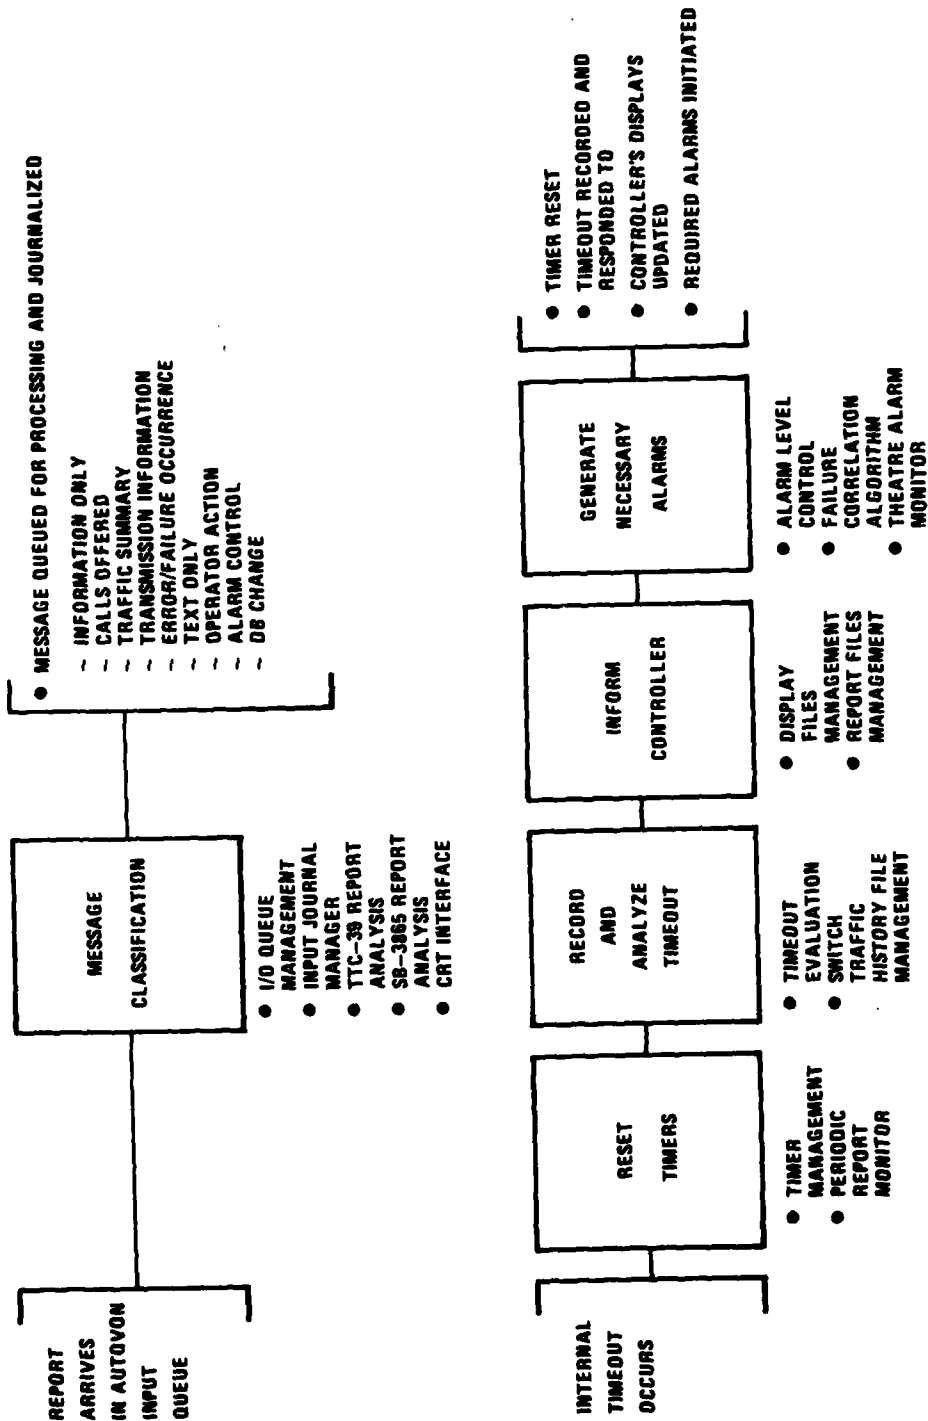 REPORT
ARRIVES
IN AUTOVON
INPUT
QUEUE
MESSAGE
CLASSIFICATION
● I/O QUEUE
MANAGEMENT
● INPUT JOURNAL
MANAGER
● TTC-39 REPORT
ANALYSIS
● SB-3865 REPORT
ANALYSIS
● CRT INTERFACE
● MESSAGE QUEUED FOR PROCESSING AND JOURNALIZED
~ INFORMATION ONLY
~ CALLS OFFERED
~ TRAFFIC SUMMARY
~ TRANSMISSION INFORMATION
~ ERROR/FAILURE OCCURRENCE
~ TEXT ONLY
~ OPERATOR ACTION
~ ALARM CONTROL
~ DB CHANGE
INTERNAL
TIMEOUT
OCCURS
RESET
TIMERS
● TIMER
MANAGEMENT
● PERIODIC
REPORT
MONITOR
RECORD
AND
ANALYZE
TIMEOUT
● TIMEOUT
EVALUATION
● SWITCH
TRAFFIC
HISTORY FILE
MANAGEMENT
INFORM
CONTROLLER
● DISPLAY
FILES
MANAGEMENT
● REPORT FILES
MANAGEMENT
GENERATE
NECESSARY
ALARMS
● ALARM LEVEL
CONTROL
● FAILURE
CORRELATION
ALGORITHM
● THEATRE ALARM
MONITOR
● TIMER RESET
● TIMEOUT RECORDED AND
RESPONDED TO
● CONTROLLER'S DISPLAYS
UPDATED
● REQUIRED ALARMS INITIATED